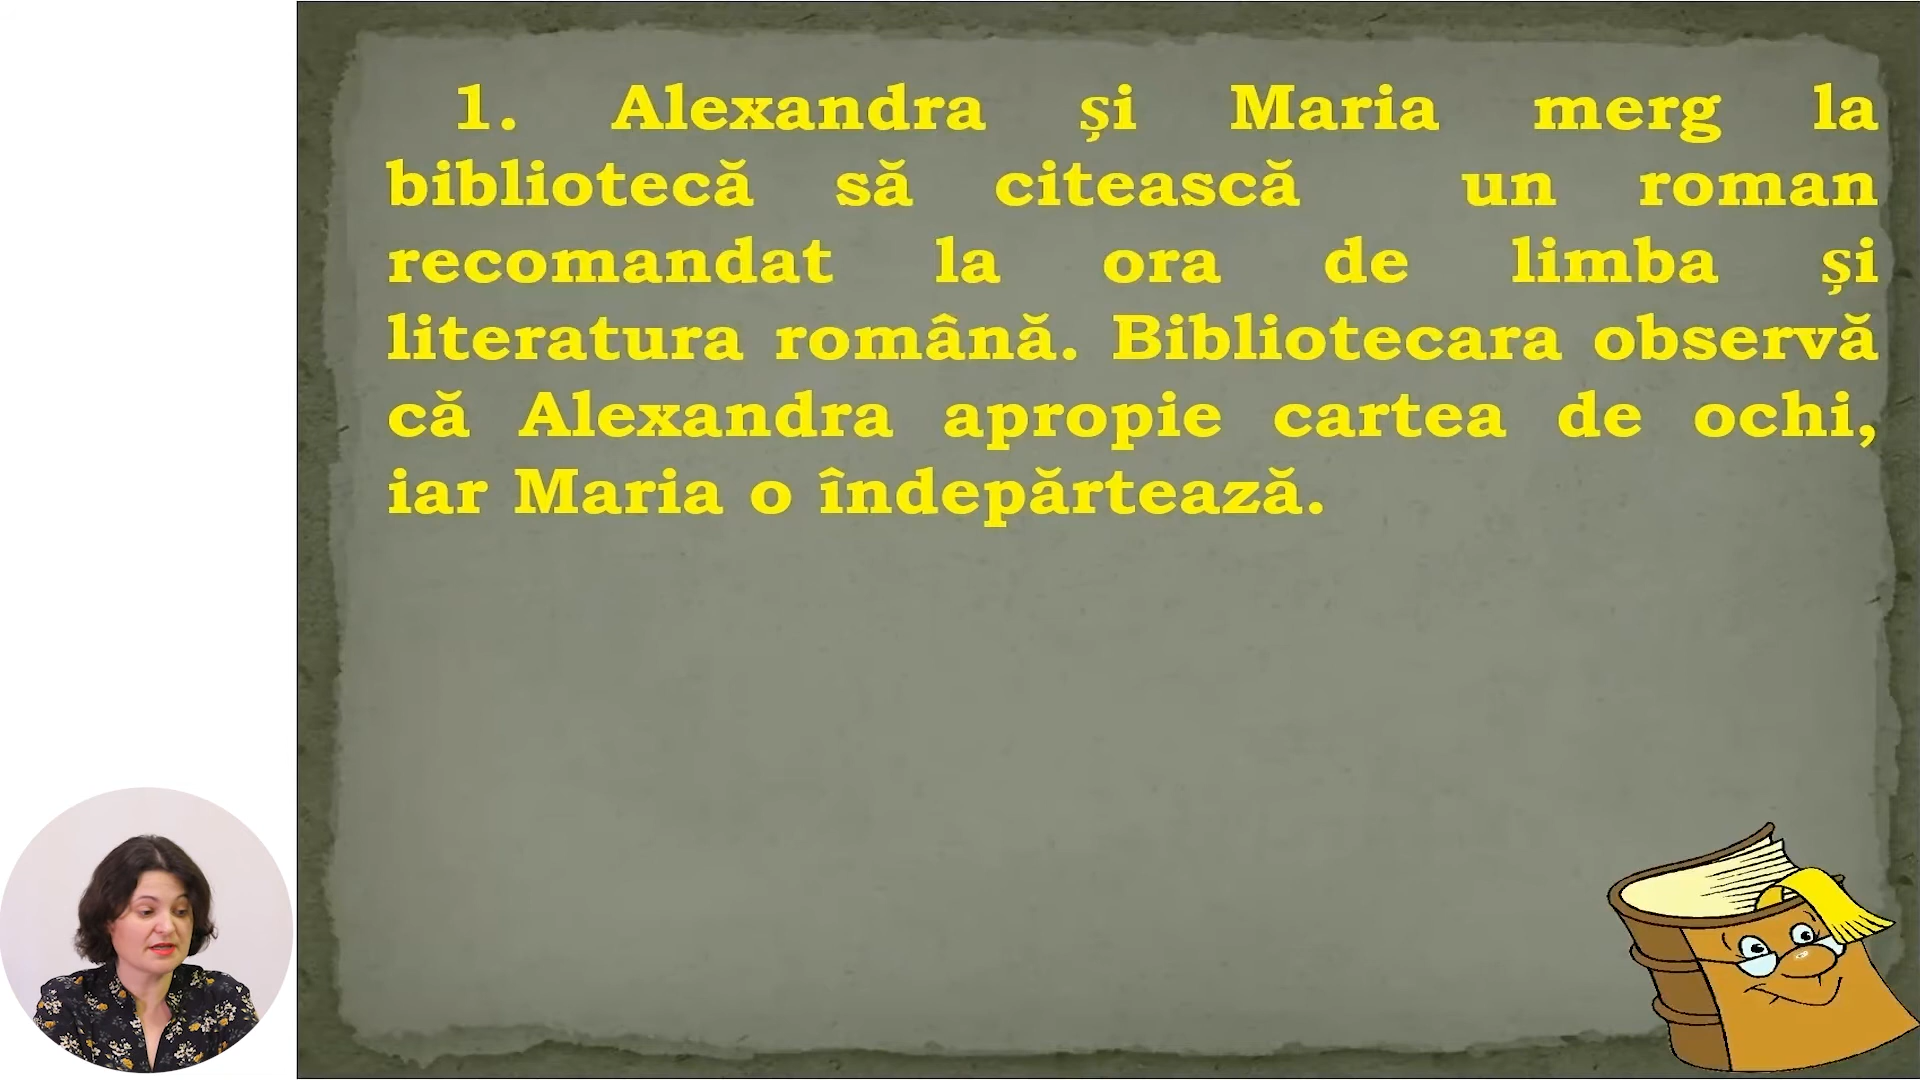 1. Alexandra și Maria merg la
bibliotecă să citească un roman
recomandat la ora de limba și
literatura română. Bibliotecara observă
că Alexandra apropie cartea de ochi,
iar Maria o îndepărtează.